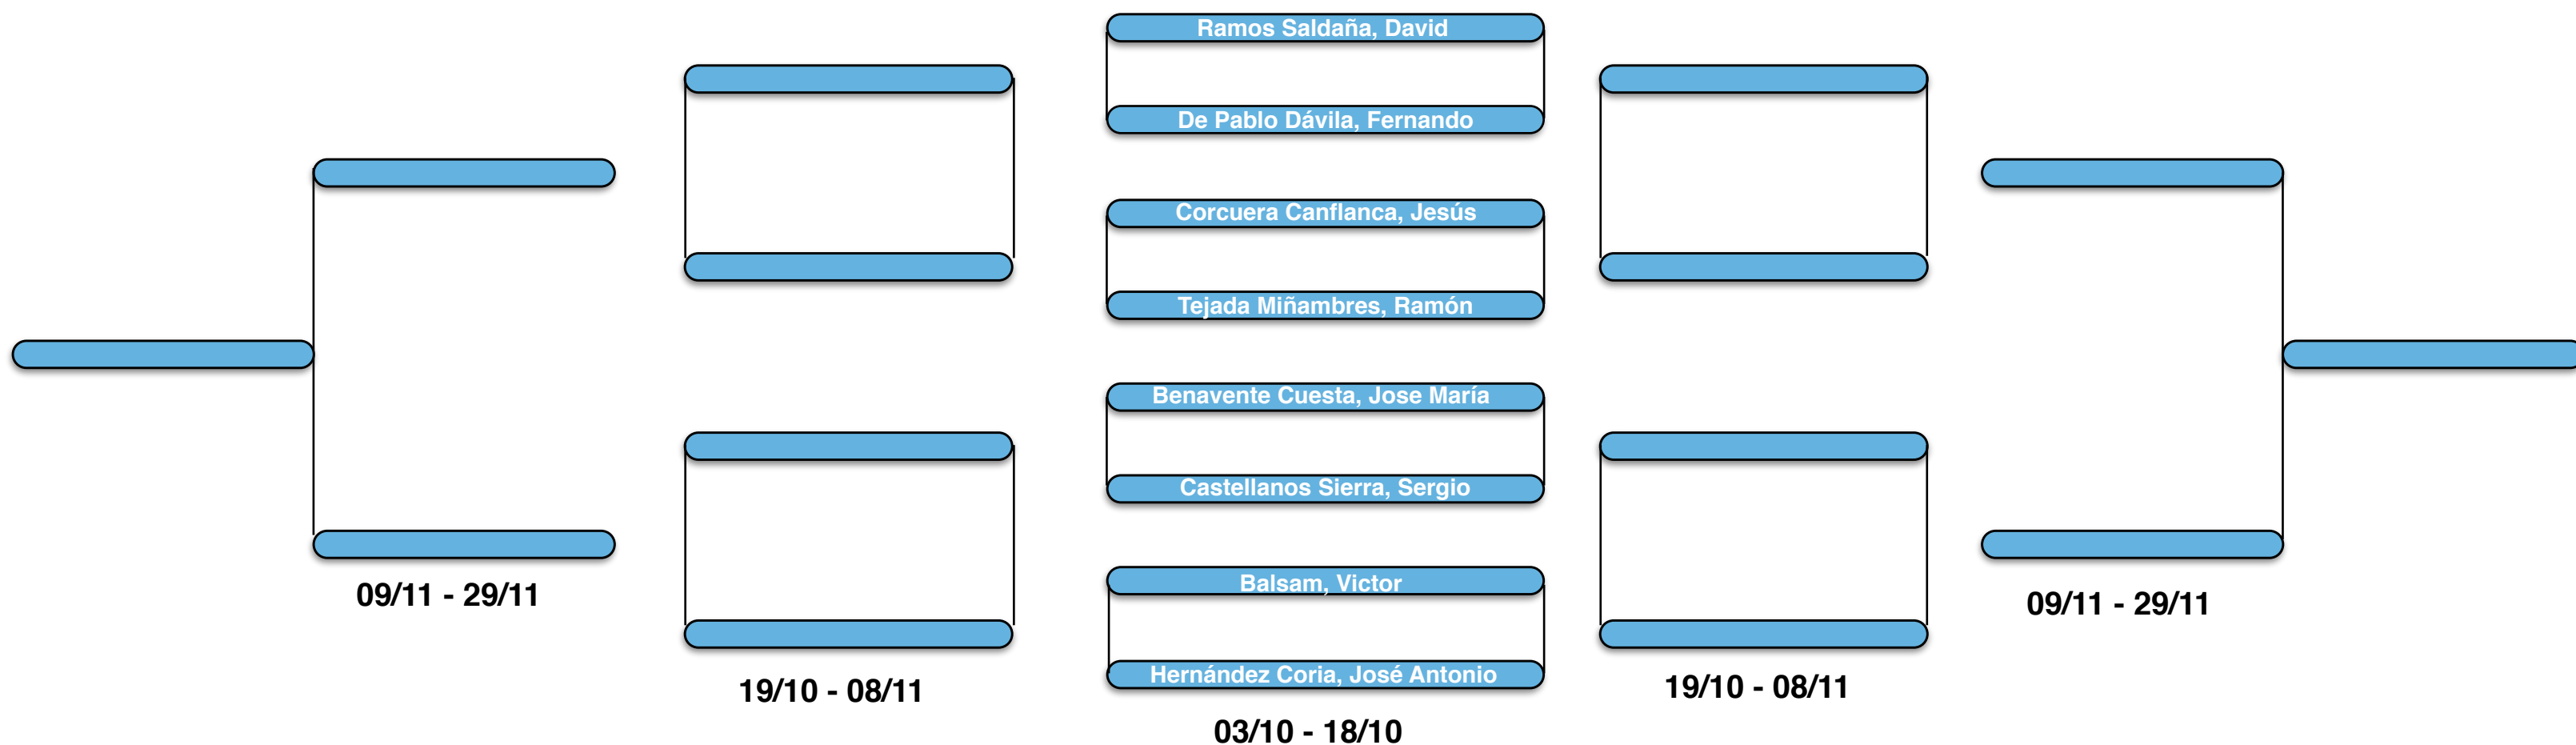 Ramos Saldaña, David
De Pablo Dávila, Fernando
Corcuera Canflanca, Jesús
Tejada Miñambres, Ramón
Benavente Cuesta, Jose María
Castellanos Sierra, Sergio
Balsam, Victor
Hernández Coria, José Antonio
09/11 - 29/11
19/10 - 08/11
03/10 - 18/10
19/10 - 08/11
09/11 - 29/11